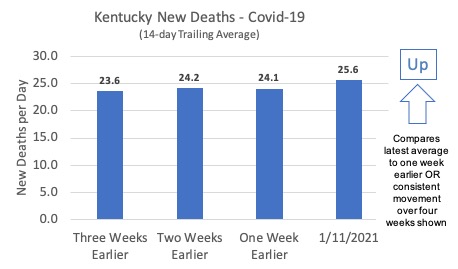 Kentucky New Deaths - Covid-19
(14-day Trailing Average)
New Deaths per Day
30.0
25.0
20.0
15.0
10.0
5.0
0.0
23.6
24.2
24.1
25.6
Three Weeks
Earlier
Two Weeks
Earlier
One Week
Earlier
1/11/2021
Up
Compares
latest average
to one week
earlier OR
consistent
movement
over four
weeks shown